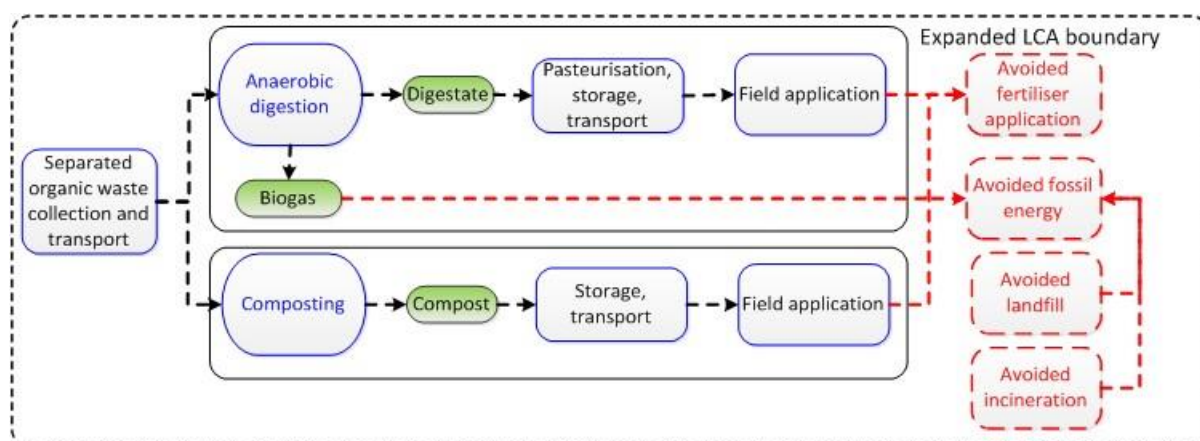 Expanded LCA boundary
Separated
organic waste
collection and
transport
Anaerobic
digestion
Digestate
Pasteurisation,
storage,
transport
Field application
Avoided
fertiliser
application
Biogas
Avoided fossil
energy
Composting
Compost
Storage,
transport
Field application
Avoided
landfill
Avoided
incineration